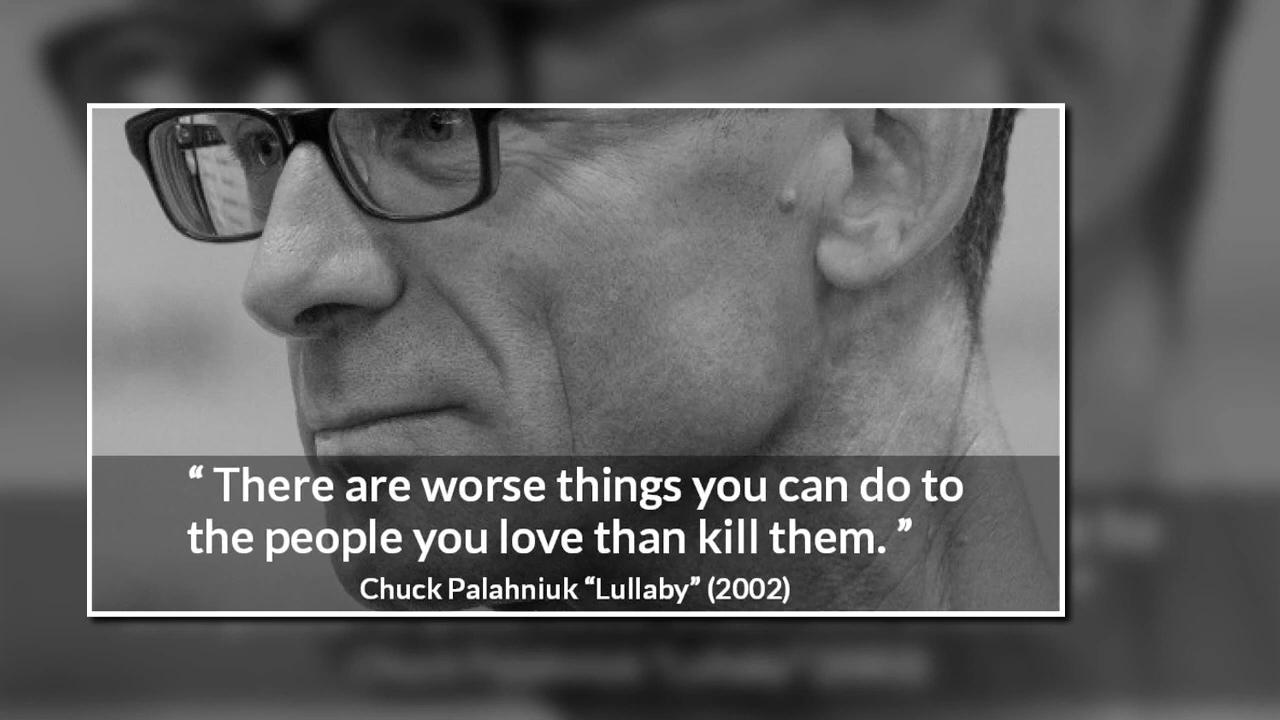 “ There are worse things you can do to
the people you love than kill them. ”
Chuck Palahniuk “Lullaby” (2002)